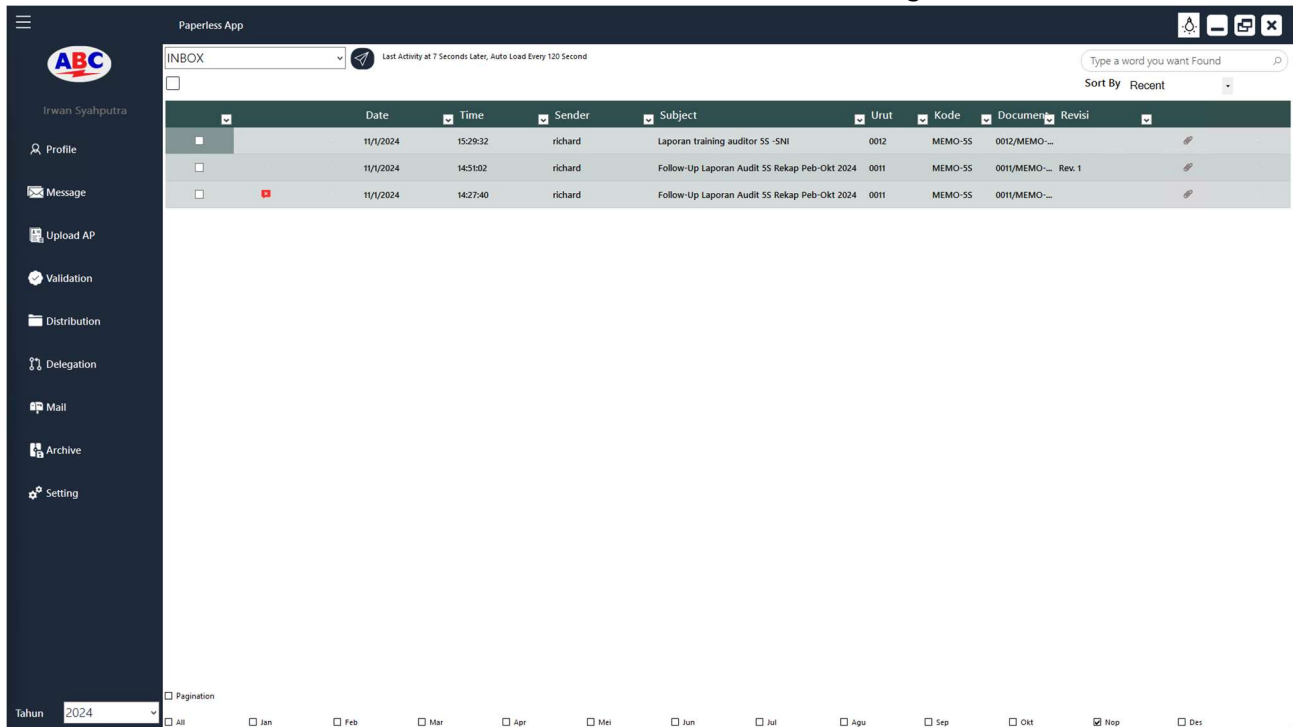 Paperless App
ABC
Irwan Syahputra
Profile
Message
Upload AP
Validation
Distribution
Delegation
Mail
Archive
Setting
Tahun 2024
INBOX
Last Activity at 7 Seconds Later, Auto Load Every 120 Second
Type a word you want Found
Sort By Recent
Date Time Sender Subject Urut Kode Document Revisi
11/1/2024 15:29:32 richard Laporan training auditor 5S -SNI 0012 MEMO-5S 0012/MEMO-...
11/1/2024 14:51:02 richard Follow-Up Laporan Audit 5S Rekap Peb-Okt 2024 0011 MEMO-5S 0011/MEMO-... Rev. 1
11/1/2024 14:27:40 richard Follow-Up Laporan Audit 5S Rekap Peb-Okt 2024 0011 MEMO-5S 0011/MEMO-...
Pagination
All Jan Feb Mar Apr Mei Jun Jul Agu Sep Okt Nop Des